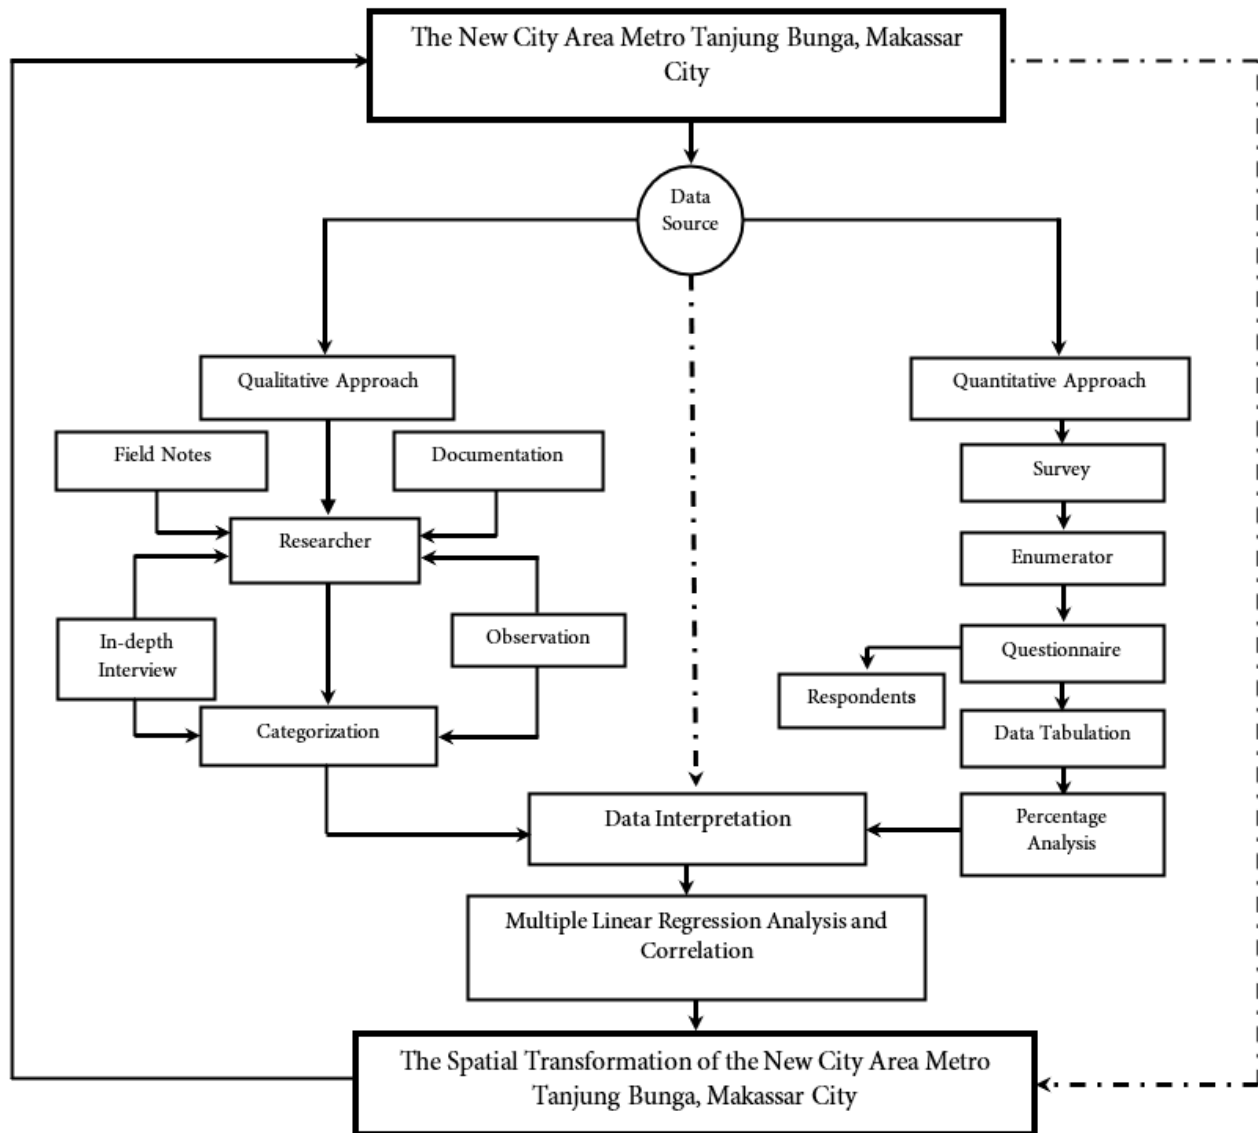 The New City Area Metro Tanjung Bunga, Makassar
City
Data
Source
Qualitative Approach
Quantitative Approach
Field Notes
Documentation
Survey
Researcher
Enumerator
In-depth
Interview
Observation
Questionnaire
Respondents
Categorization
Data Tabulation
Data Interpretation
Percentage
Analysis
Multiple Linear Regression Analysis and
Correlation
The Spatial Transformation of the New City Area Metro
Tanjung Bunga, Makassar City